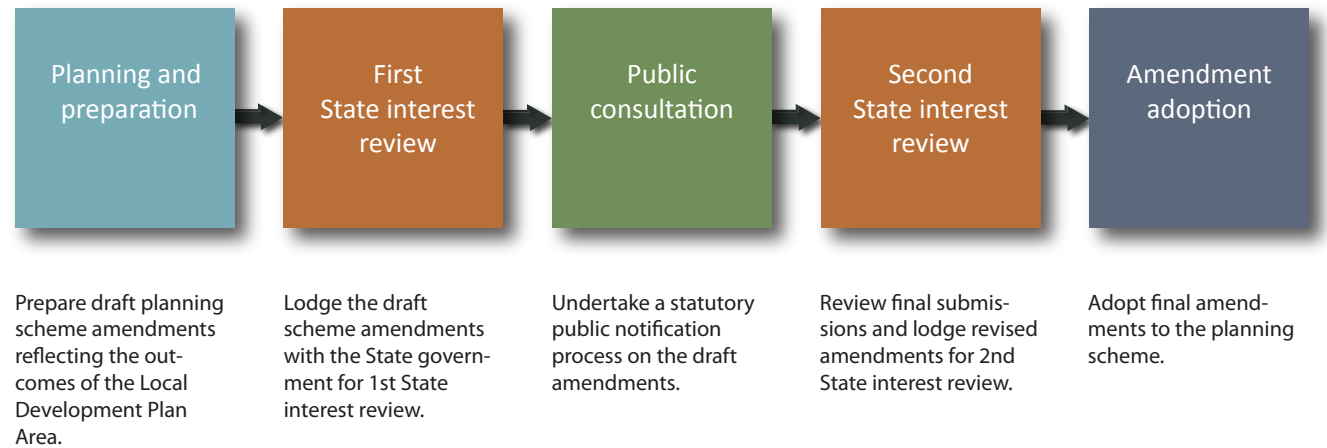 Planning and
preparation
First
State interest
review
Public
consultation
Second
State interest
review
Amendment
adoption
Prepare draft planning
scheme amendments
reflecting the out-
comes of the Local
Development Plan
Area.
Lodge the draft
scheme amendments
with the State govern-
ment for 1st State
interest review.
Undertake a statutory
public notification
process on the draft
amendments.
Review final submis-
sions and lodge revised
amendments for 2nd
State interest review.
Adopt final amend-
ments to the planning
scheme.